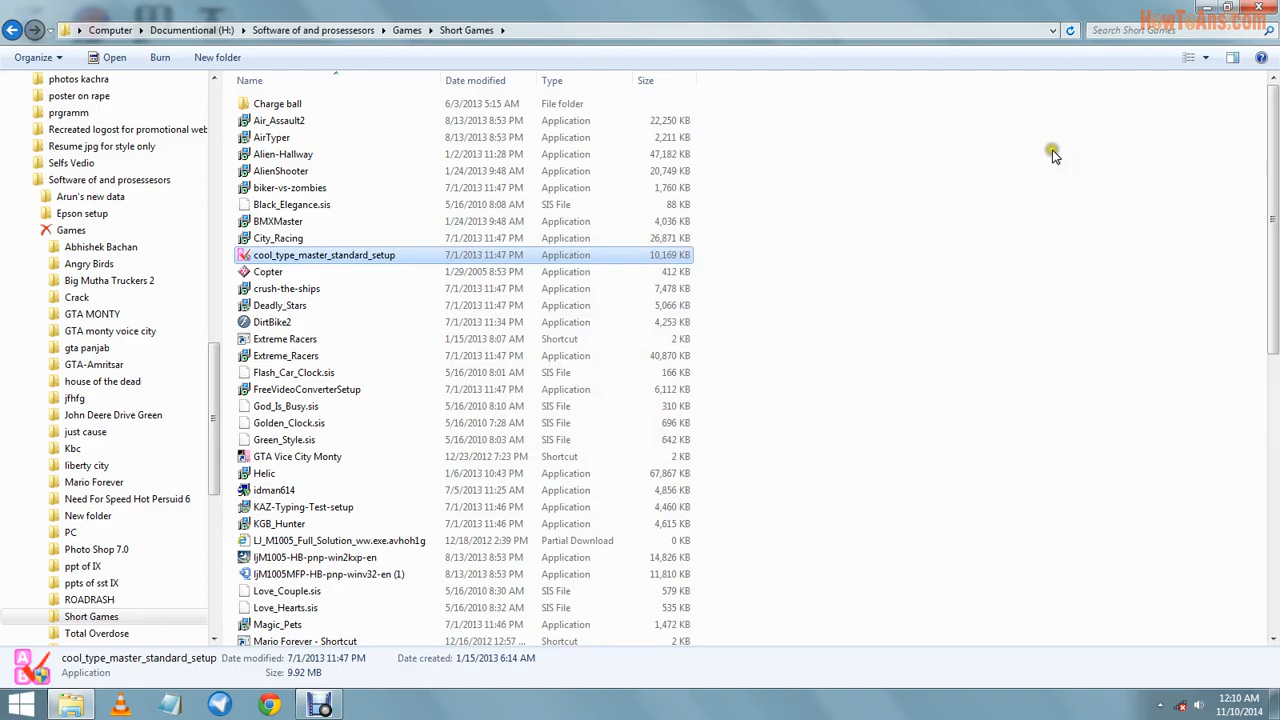 HowToAns.com
Computer Documentional (H:) Software of and prosessesors Games Short Games Search Short Games
Organize Open Burn New folder
photos kachra
poster on rape
prgramm
Recreated logost for promotional web
Resume jpg for style only
Selfs Vedio
Software of and prosessesors
Arun's new data
Epson setup
Games
Abhishek Bachan
Angry Birds
Big Mutha Truckers 2
Crack
GTA MONTY
GTA monty voice city
gta panjab
GTA-Amritsar
house of the dead
jfhfg
John Deere Drive Green
just cause
Kbc
liberty city
Mario Forever
Need For Speed Hot Persuid 6
New folder
PC
Photo Shop 7.0
ppt of IX
ppts of sst IX
ROADRASH
Short Games
Total Overdose
Name Date modified Type Size
Charge ball 6/3/2013 5:15 AM File folder
Air_Assault2 8/13/2013 8:53 PM Application 22,250 KB
AirTyper 8/13/2013 8:53 PM Application 2,211 KB
Alien-Hallway 1/2/2013 11:28 PM Application 47,182 KB
AlienShooter 1/24/2013 9:48 AM Application 20,749 KB
biker-vs-zombies 7/1/2013 11:47 PM Application 1,760 KB
Black_Elegance.sis 5/16/2010 8:08 AM SIS File 88 KB
BMXMaster 1/24/2013 9:48 AM Application 4,036 KB
City_Racing 7/1/2013 11:47 PM Application 26,871 KB
cool_type_master_standard_setup 7/1/2013 11:47 PM Application 10,169 KB
Copter 1/29/2005 8:53 PM Application 412 KB
crush-the-ships 7/1/2013 11:47 PM Application 7,478 KB
Deadly_Stars 7/1/2013 11:47 PM Application 5,066 KB
DirtBike2 7/1/2013 11:34 PM Application 4,253 KB
Extreme Racers 1/15/2013 8:07 AM Shortcut 2 KB
Extreme_Racers 7/1/2013 11:47 PM Application 40,870 KB
Flash_Car_Clock.sis 5/16/2010 8:01 AM SIS File 166 KB
FreeVideoConverterSetup 7/1/2013 11:47 PM Application 6,112 KB
God_Is_Busy.sis 5/16/2010 8:10 AM SIS File 310 KB
Golden_Clock.sis 5/16/2010 7:28 AM SIS File 696 KB
Green_Style.sis 5/16/2010 8:03 AM SIS File 642 KB
GTA Vice City Monty 12/23/2012 7:23 PM Shortcut 2 KB
Helic 1/6/2013 10:43 PM Application 67,867 KB
idman614 7/5/2013 11:25 AM Application 4,856 KB
KAZ-Typing-Test-setup 7/1/2013 11:46 PM Application 4,460 KB
KGB_Hunter 7/1/2013 11:46 PM Application 4,615 KB
LJ_M1005_Full_Solution_ww.exe.avhoh1g 12/18/2012 2:39 PM Partial Download 0 KB
ljM1005-HB-pnp-win2kxp-en 8/13/2013 8:53 PM Application 14,826 KB
ljM1005MFP-HB-pnp-winv32-en (1) 8/13/2013 8:53 PM Application 11,810 KB
Love_Couple.sis 5/16/2010 8:30 AM SIS File 579 KB
Love_Hearts.sis 5/16/2010 8:32 AM SIS File 535 KB
Magic_Pets 7/1/2013 11:46 PM Application 1,472 KB
Mario Forever - Shortcut 12/16/2012 12:57 ... Shortcut 2 KB
cool_type_master_standard_setup Date modified: 7/1/2013 11:47 PM Date created: 1/15/2013 6:14 AM
Application Size: 9.92 MB
12:10 AM
11/10/2014